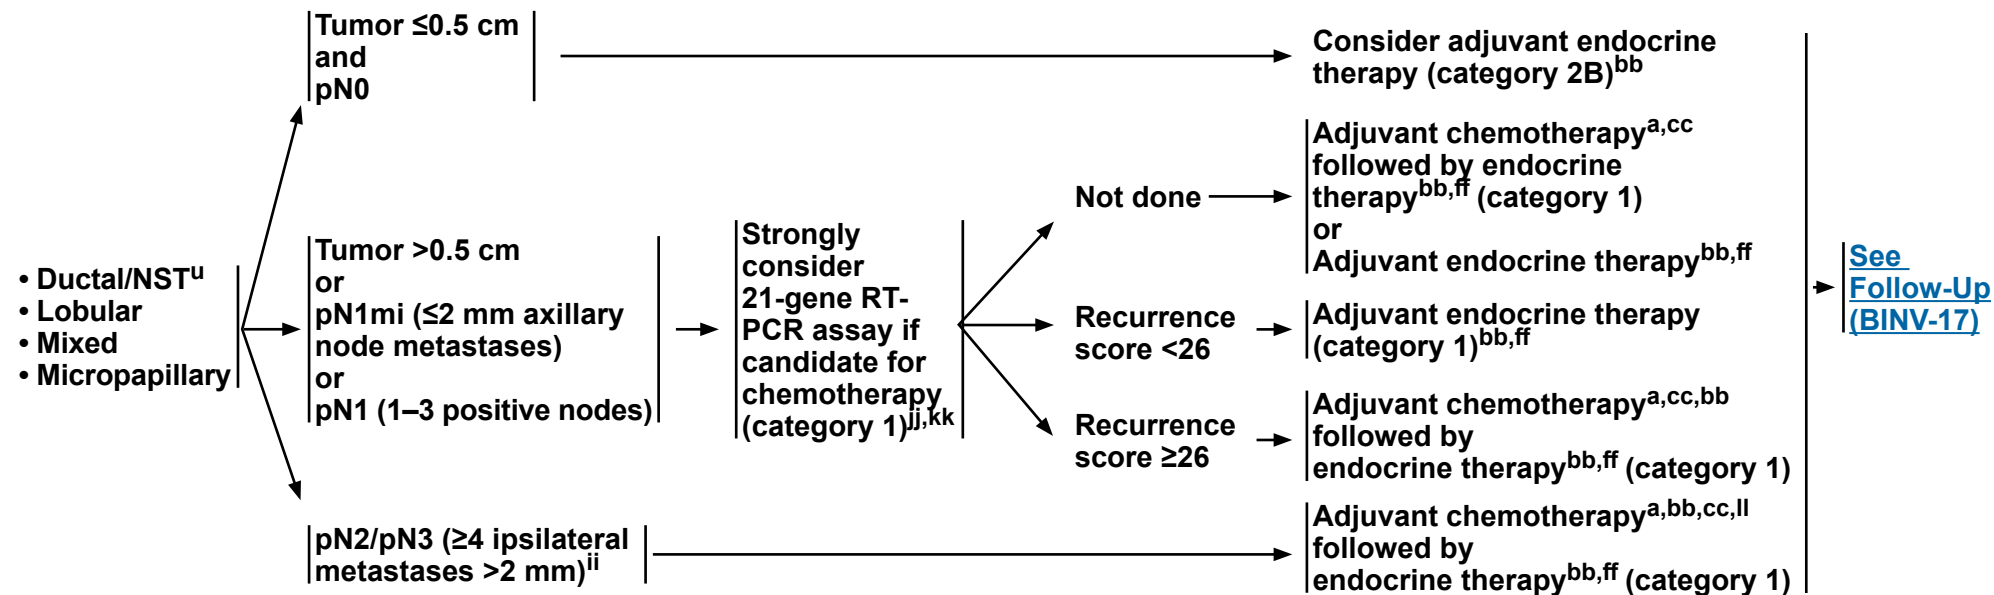 • Ductal/NSTu
• Lobular
• Mixed
• Micropapillary
Tumor ≤0.5 cm
and
pN0
Tumor >0.5 cm
or
pN1mi (≤2 mm axillary
node metastases)
or
pN1 (1–3 positive nodes)
pN2/pN3 (≥4 ipsilateral
metastases >2 mm)ii
Strongly
consider
21-gene RT-
PCR assay if
candidate for
chemotherapy
(category 1)jj,kk
Not done
Recurrence
score <26
Recurrence
score ≥26
Consider adjuvant endocrine
therapy (category 2B)bb
Adjuvant chemotherapya,cc
followed by endocrine
therapybb,ff (category 1)
or
Adjuvant endocrine therapybb,ff
Adjuvant endocrine therapy
(category 1)bb,ff
Adjuvant chemotherapya,cc,bb
followed by
endocrine therapybb,ff (category 1)
Adjuvant chemotherapya,bb,cc,ll
followed by
endocrine therapybb,ff (category 1)
See
Follow-Up
(BINV-17)